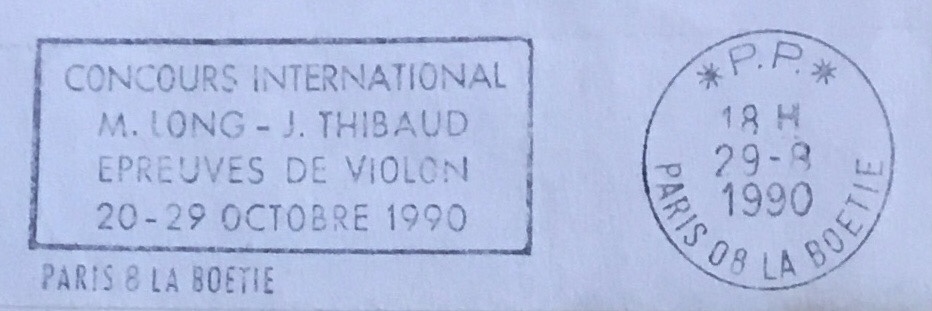 CONCOURS INTERNATIONAL
M. LONG - J. THIBAUD
EPREUVES DE VIOLON
20-29 OCTOBRE 1990
PARIS 8 LA BOETIE
* P.P. *
18 H
29-8
1990
PARIS 08 LA BOETIE